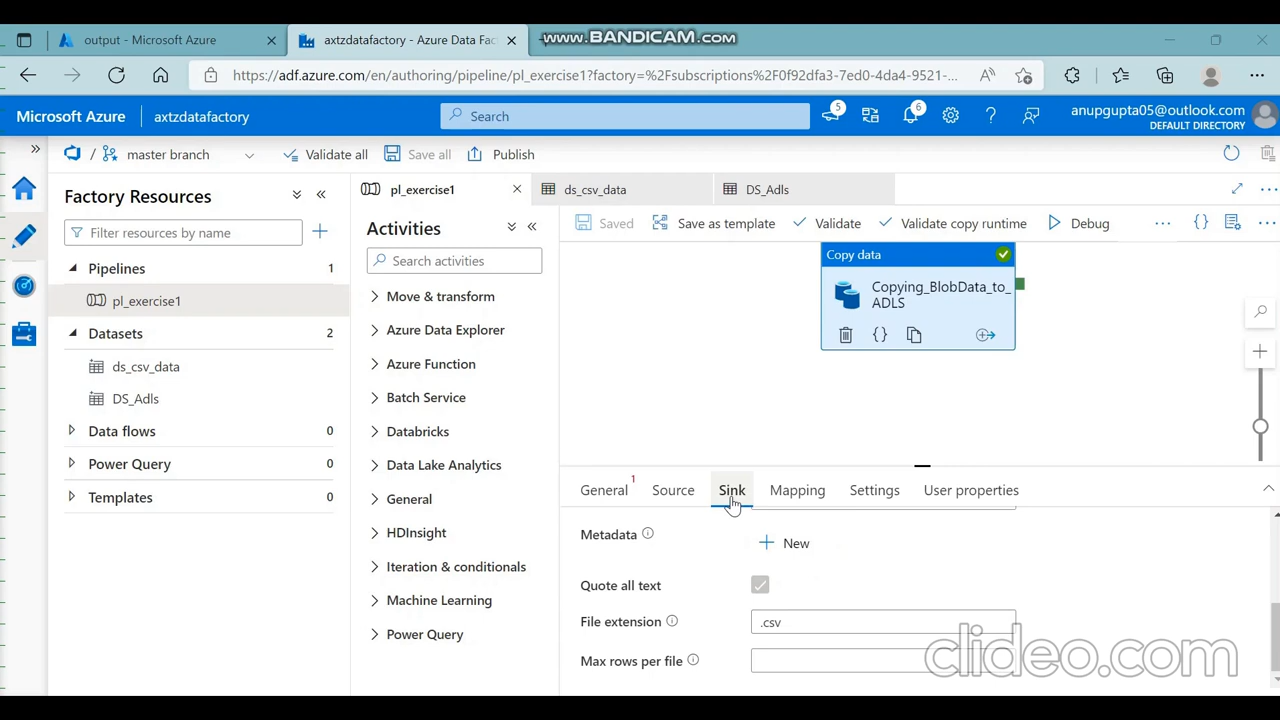 output - Microsoft Azure
axtzdatafactory - Azure Data Fac
www.BANDICAM.com
https://adf.azure.com/en/authoring/pipeline/pl_exercise1?factory=%2Fsubscriptions%2F0f92dfa3-7ed0-4da4-9521-...
Microsoft Azure
axtzdatafactory
Search
5
6
anupgupta05@outlook.com
DEFAULT DIRECTORY
/ master branch
Validate all
Save all
Publish
Factory Resources
Filter resources by name
Pipelines 1
pl_exercise1
Datasets 2
ds_csv_data
DS_Adls
Data flows 0
Power Query 0
Templates 0
pl_exercise1
ds_csv_data
DS_Adls
Activities
Search activities
Move & transform
Azure Data Explorer
Azure Function
Batch Service
Databricks
Data Lake Analytics
General
HDInsight
Iteration & conditionals
Machine Learning
Power Query
Saved
Save as template
Validate
Validate copy runtime
Debug
Copy data
Copying_BlobData_to_
ADLS
General 1
Source
Sink
Mapping
Settings
User properties
Metadata
New
Quote all text
File extension
.csv
Max rows per file
clideo.com